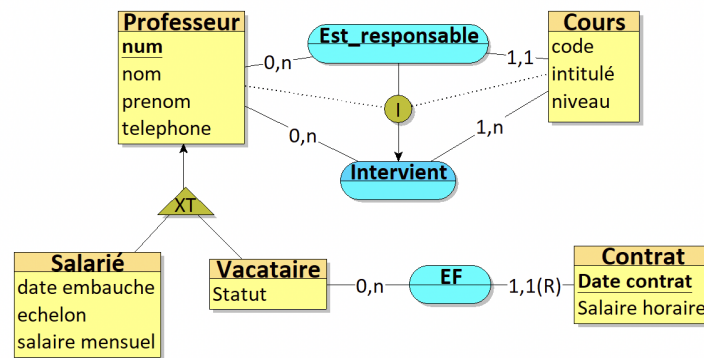 Professeur
num
nom
prenom
telephone
Est_responsable
Cours
code
intitulé
niveau
0,n
1,1
I
0,n
1,n
Intervient
XT
Salarié
date embauche
echelon
salaire mensuel
Vacataire
Statut
0,n
EF
1,1(R)
Contrat
Date contrat
Salaire horaire